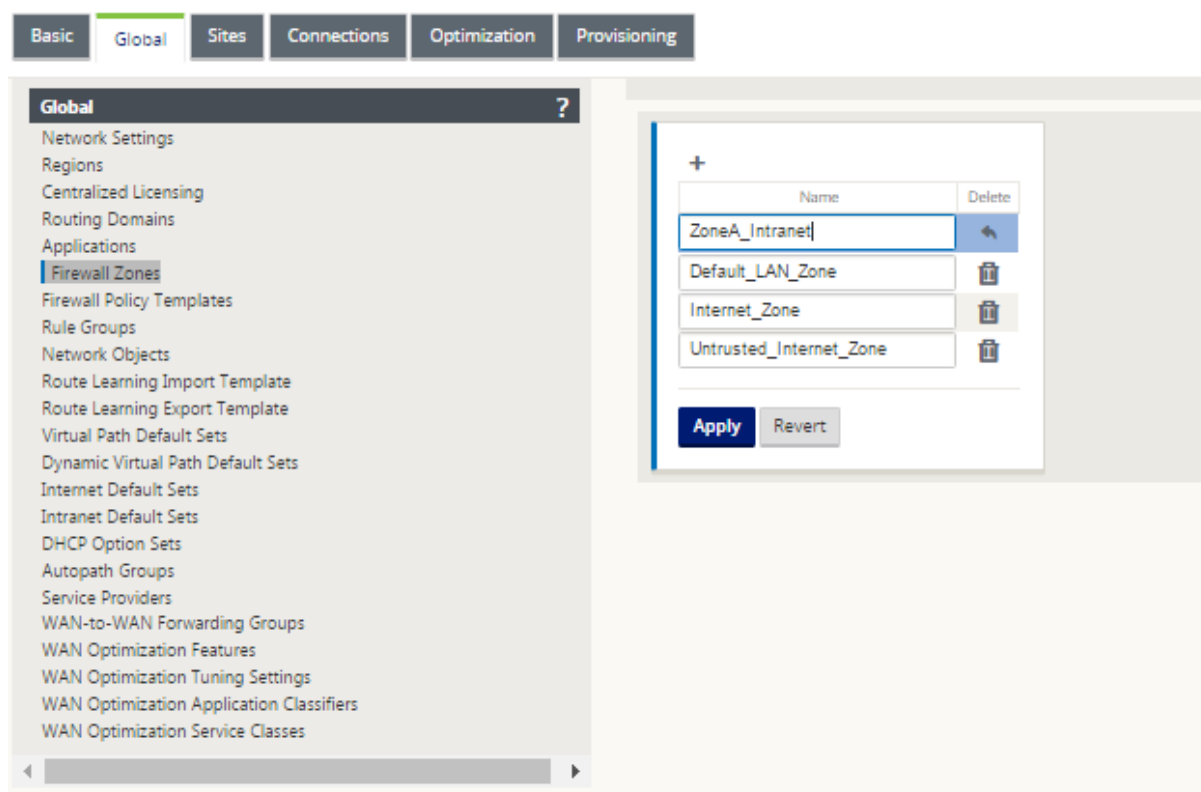 Basic Global Sites Connections Optimization Provisioning
Global ?
Network Settings
Regions
Centralized Licensing
Routing Domains
Applications
Firewall Zones
Firewall Policy Templates
Rule Groups
Network Objects
Route Learning Import Template
Route Learning Export Template
Virtual Path Default Sets
Dynamic Virtual Path Default Sets
Internet Default Sets
Intranet Default Sets
DHCP Option Sets
Autopath Groups
Service Providers
WAN-to-WAN Forwarding Groups
WAN Optimization Features
WAN Optimization Tuning Settings
WAN Optimization Application Classifiers
WAN Optimization Service Classes
+
Name Delete
ZoneA_Intranet
Default_LAN_Zone
Internet_Zone
Untrusted_Internet_Zone
Apply Revert